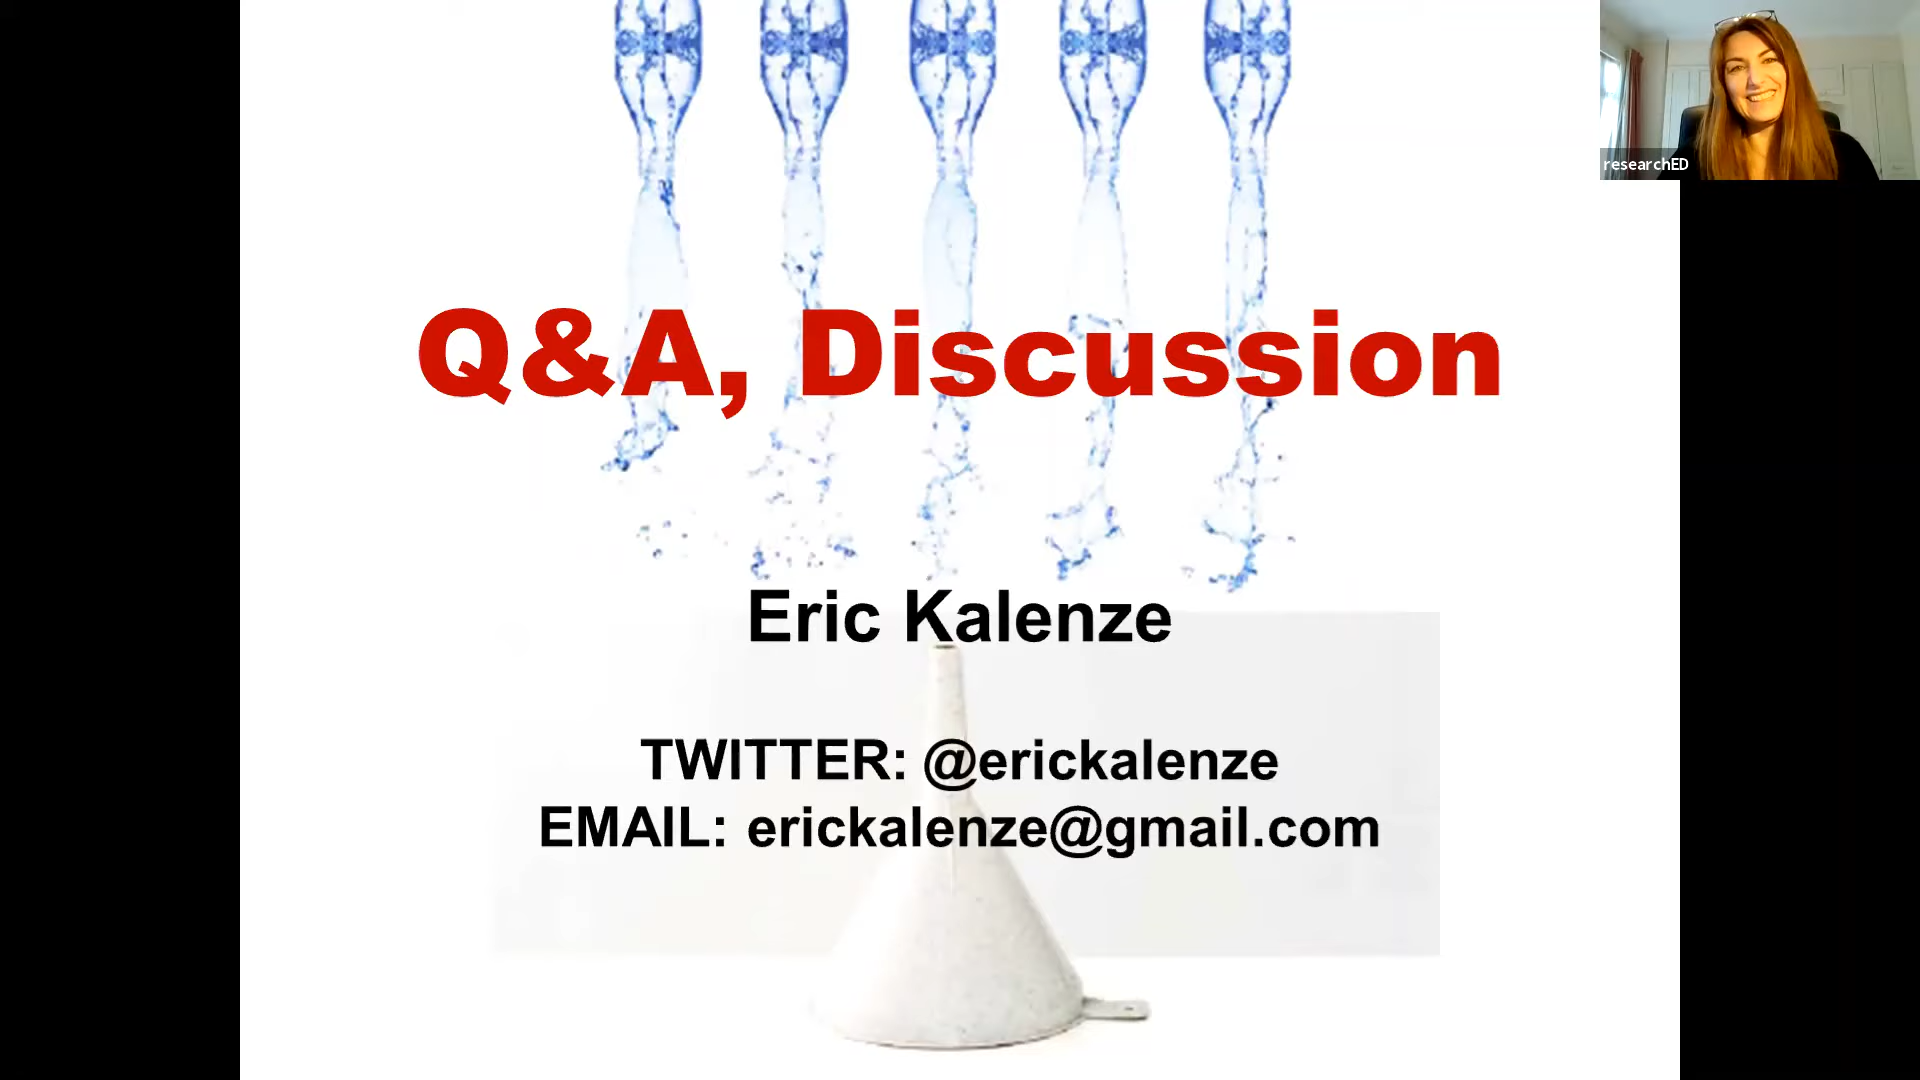 researchED
Q&A, Discussion
Eric Kalenze
TWITTER: @erickalenze
EMAIL: erickalenze@gmail.com